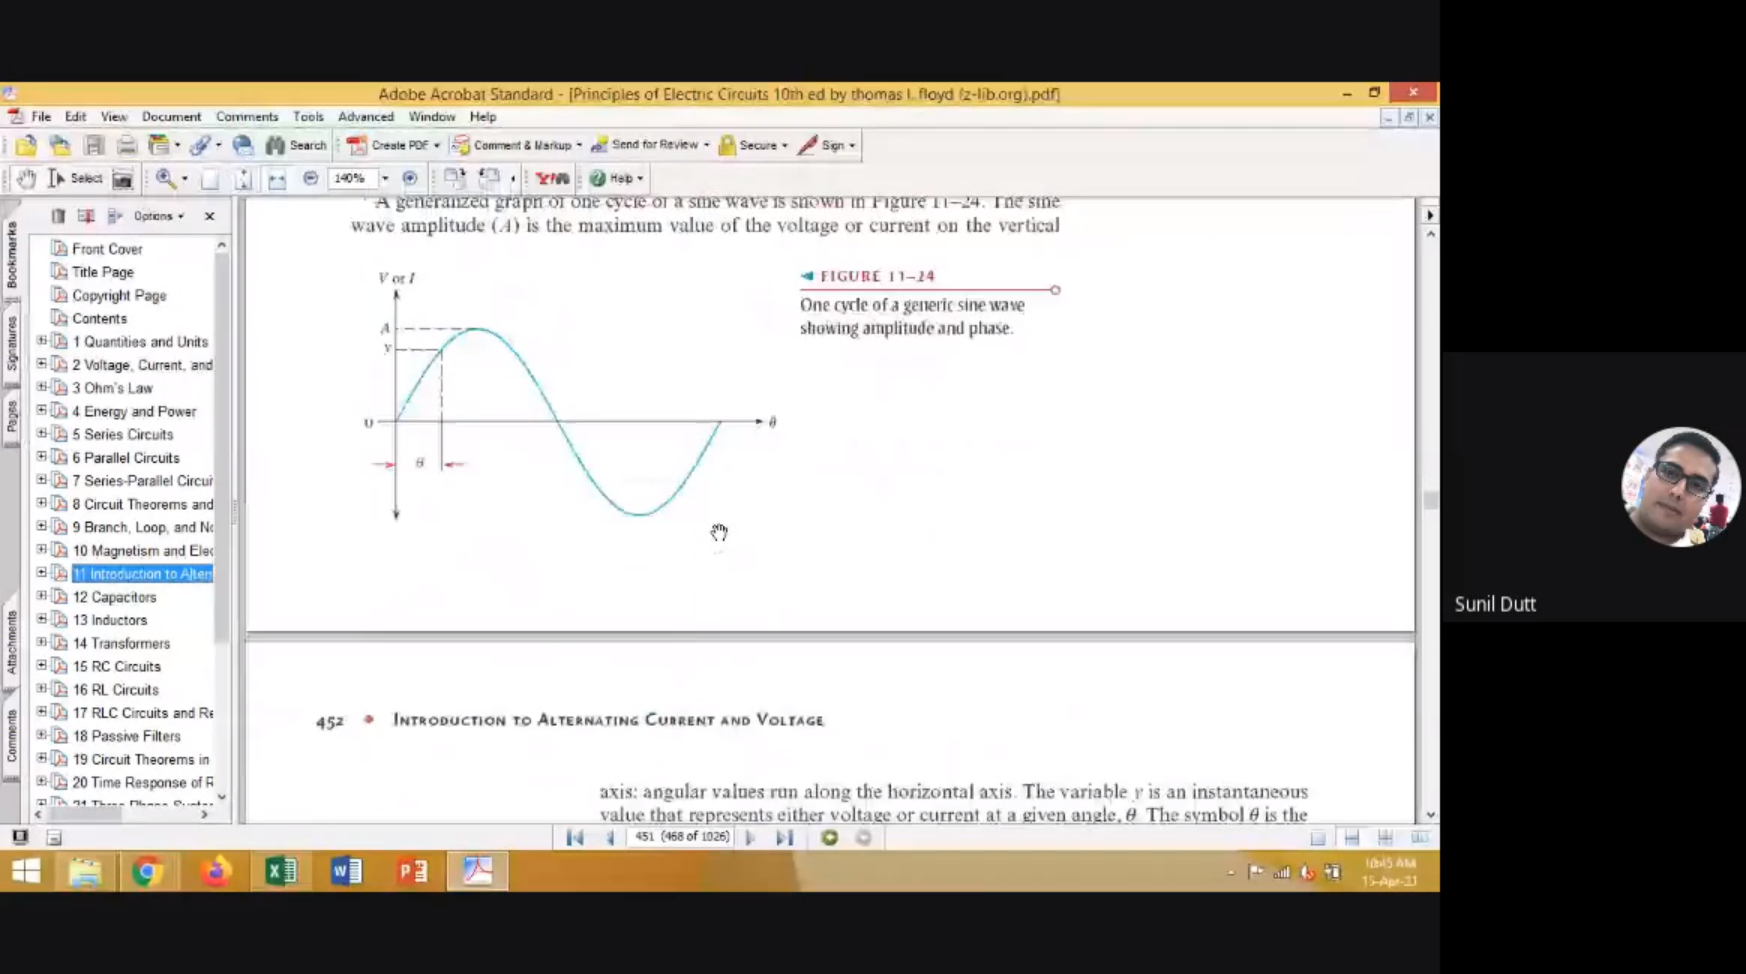 Adobe Acrobat Standard - [Principles of Electric Circuits 10th ed by thomas l. floyd (z-lib.org).pdf]
File Edit View Document Comments Tools Advanced Window Help
Search Create PDF Comment & Markup Send for Review Secure Sign
Select 140% Help
Options
Bookmarks
Signatures
Pages
Attachments
Comments
Front Cover
Title Page
Copyright Page
Contents
1 Quantities and Units
2 Voltage, Current, and
3 Ohm's Law
4 Energy and Power
5 Series Circuits
6 Parallel Circuits
7 Series-Parallel Circui
8 Circuit Theorems and
9 Branch, Loop, and No
10 Magnetism and Elec
11 Introduction to Altern
12 Capacitors
13 Inductors
14 Transformers
15 RC Circuits
16 RL Circuits
17 RLC Circuits and Re
18 Passive Filters
19 Circuit Theorems in
20 Time Response of R
A generalized graph of one cycle of a sine wave is shown in Figure 11–24. The sine
wave amplitude (A) is the maximum value of the voltage or current on the vertical
V or I
A
y
0
θ
θ
FIGURE 11–24
One cycle of a generic sine wave
showing amplitude and phase.
452 • INTRODUCTION TO ALTERNATING CURRENT AND VOLTAGE
axis: angular values run along the horizontal axis. The variable y is an instantaneous
value that represents either voltage or current at a given angle, θ. The symbol θ is the
451 (468 of 1026)
10:45 AM
Sunil Dutt